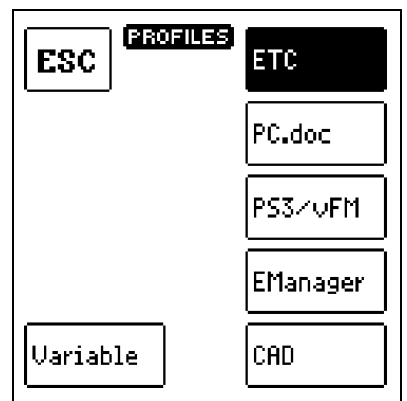 ESC
PROFILES
ETC
PC.doc
PS3/vFM
EManager
Variable
CAD